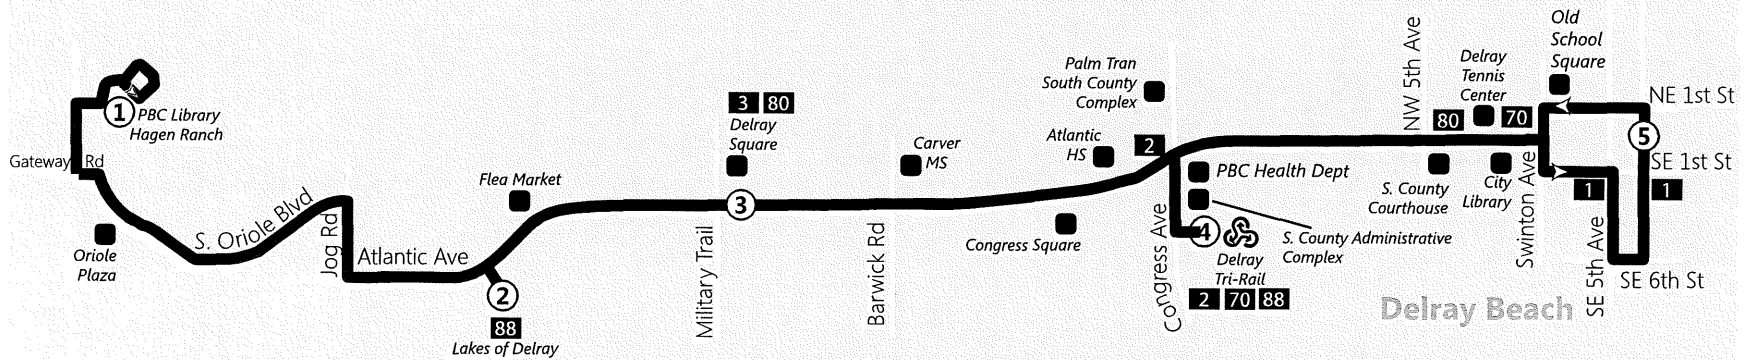 1
PBC Library
Hagen Ranch
Gateway Rd
Oriole
Plaza
S. Oriole Blvd
Jog Rd
Atlantic Ave
Flea Market
2
88
Lakes of Delray
3 80
Delray
Square
3
Military Trail
Carver
MS
Barwick Rd
Palm Tran
South County
Complex
Atlantic
HS
2
Congress Square
Congress Ave
PBC Health Dept
S. County Administrative
Complex
4
Delray
Tri-Rail
2 70 88
NW 5th Ave
Delray
Tennis
Center
80
70
S. County
Courthouse
City
Library
Swinton Ave
Old
School
Square
NE 1st St
5
SE 1st St
1
1
SE 5th Ave
SE 6th St
Delray Beach